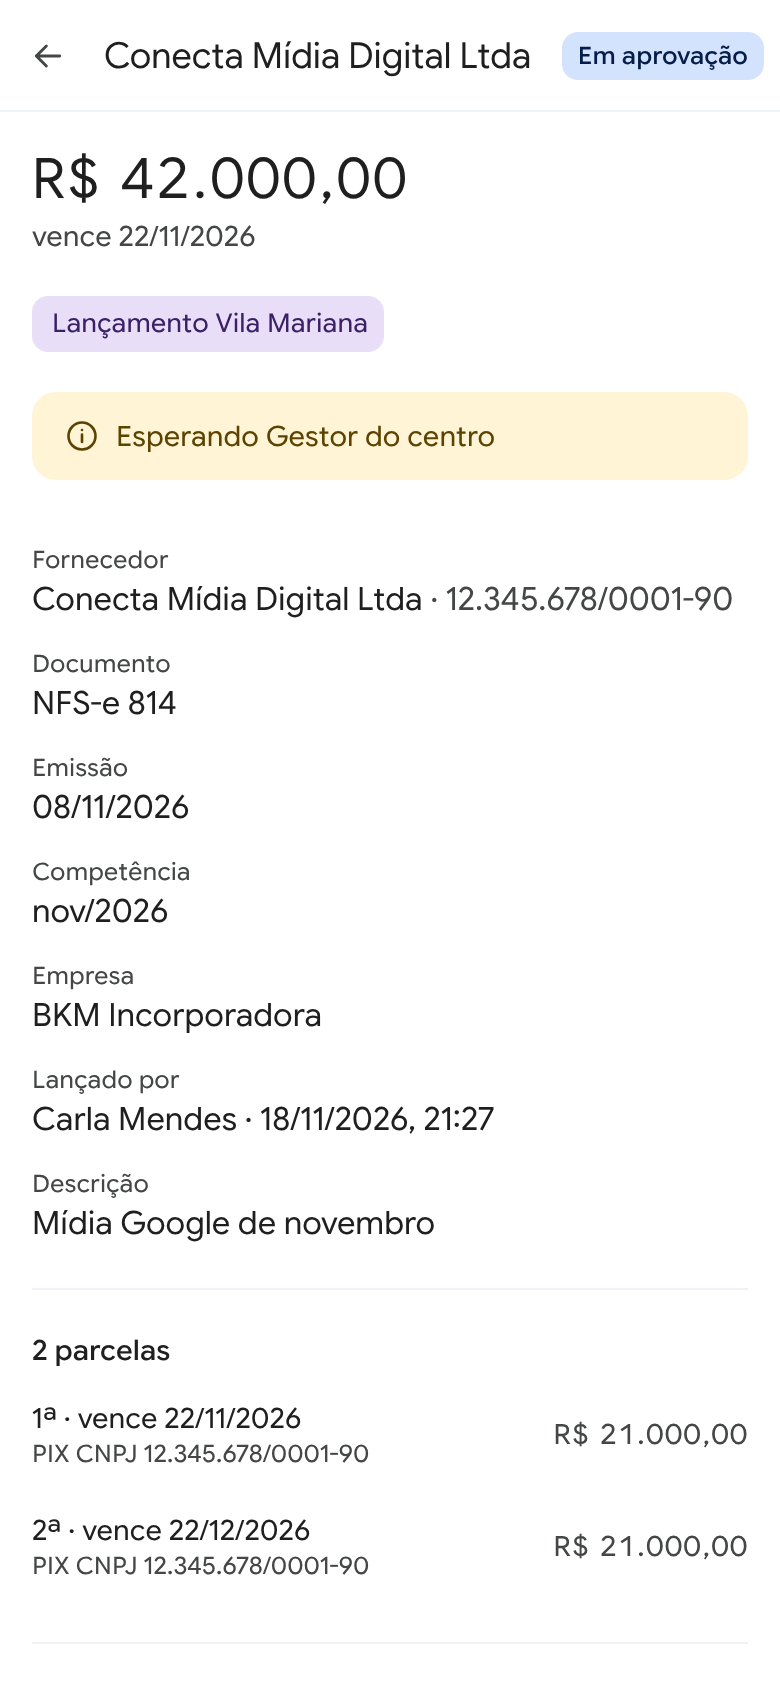 Conecta Mídia Digital Ltda
Em aprovação
R$ 42.000,00
vence 22/11/2026
Lançamento Vila Mariana
Esperando Gestor do centro
Fornecedor
Conecta Mídia Digital Ltda · 12.345.678/0001-90
Documento
NFS-e 814
Emissão
08/11/2026
Competência
nov/2026
Empresa
BKM Incorporadora
Lançado por
Carla Mendes · 18/11/2026, 21:27
Descrição
Mídia Google de novembro
2 parcelas
1ª · vence 22/11/2026
PIX CNPJ 12.345.678/0001-90
R$ 21.000,00
2ª · vence 22/12/2026
PIX CNPJ 12.345.678/0001-90
R$ 21.000,00